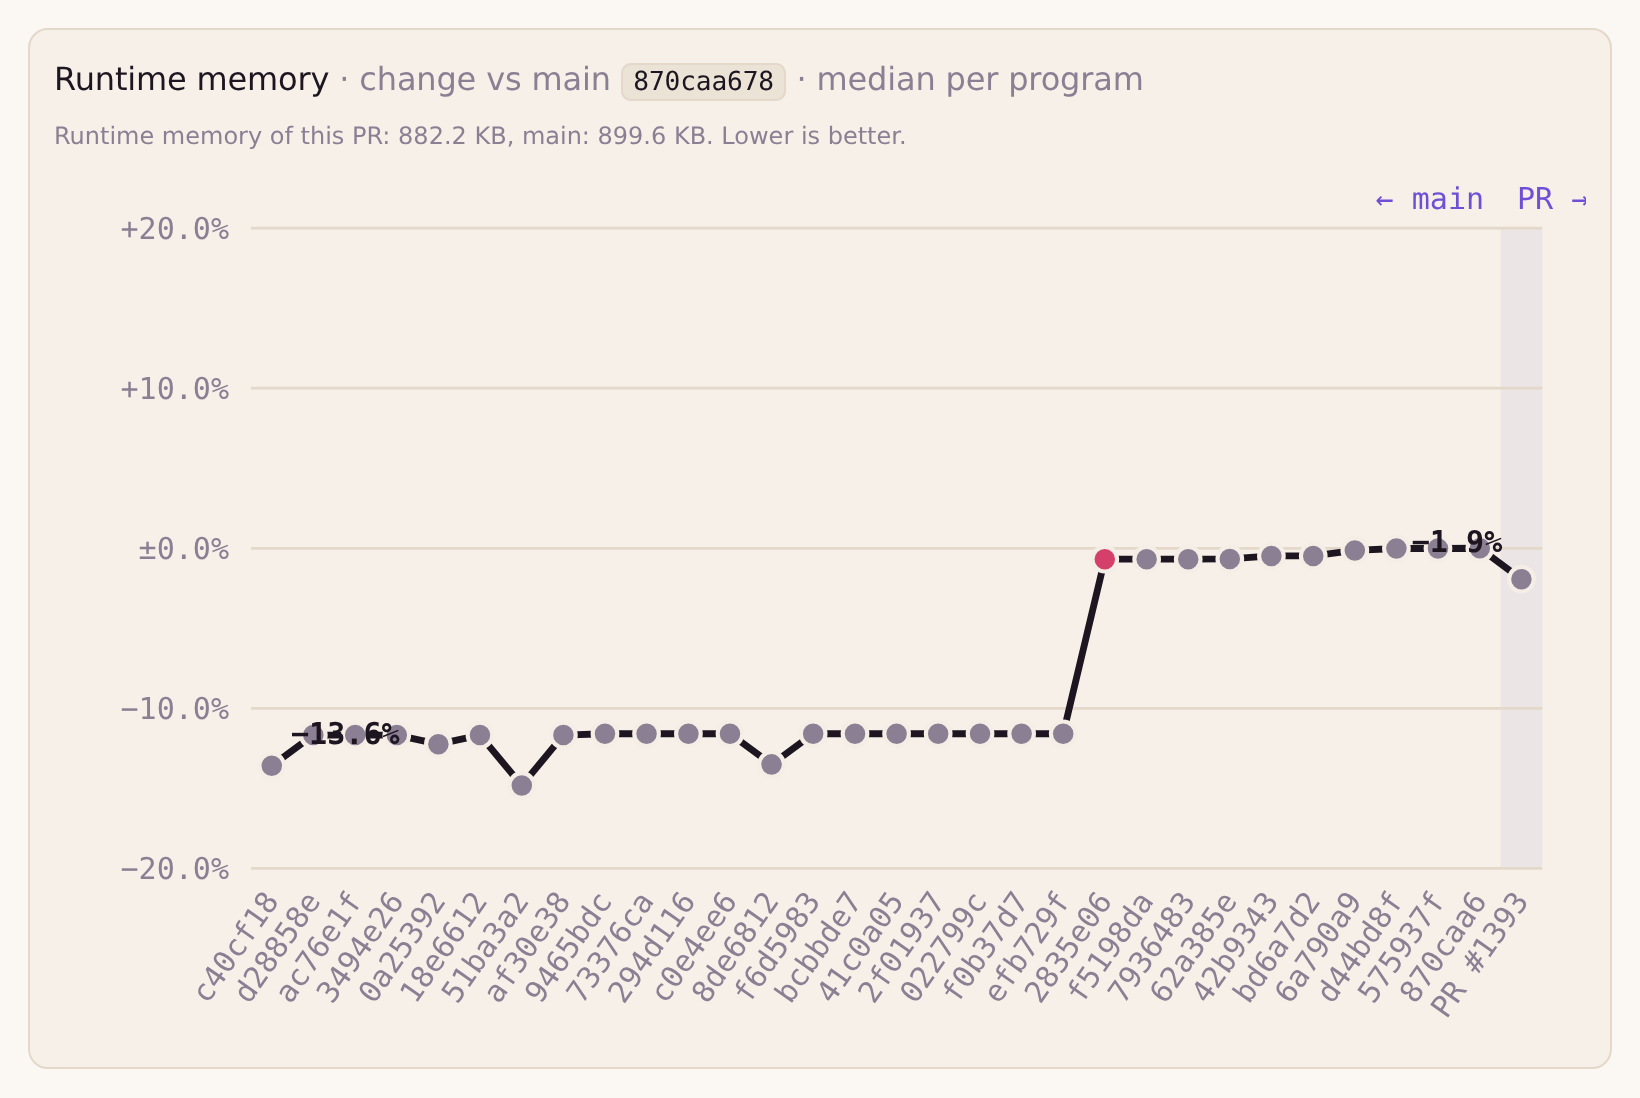 Runtime memory · change vs main 870caa678 · median per program
Runtime memory of this PR: 882.2 KB, main: 899.6 KB. Lower is better.
← main PR →
+20.0%
+10.0%
±0.0%
−10.0%
−20.0%
−13.6%
−1.9%
c40cf18
d28858e
ac76e1f
3494e26
0a25392
18e6612
51ba3a2
af30e38
9465bdc
73376ca
294d116
c0e4ee6
8de6812
f6d5983
bcbbde7
41c0a05
2f01937
022799c
f0b37d7
efb729f
2835e06
f5198da
7936483
62a385e
42b9343
bd6a7d2
6a790a9
d44bd8f
575937f
870caa6
PR #1393